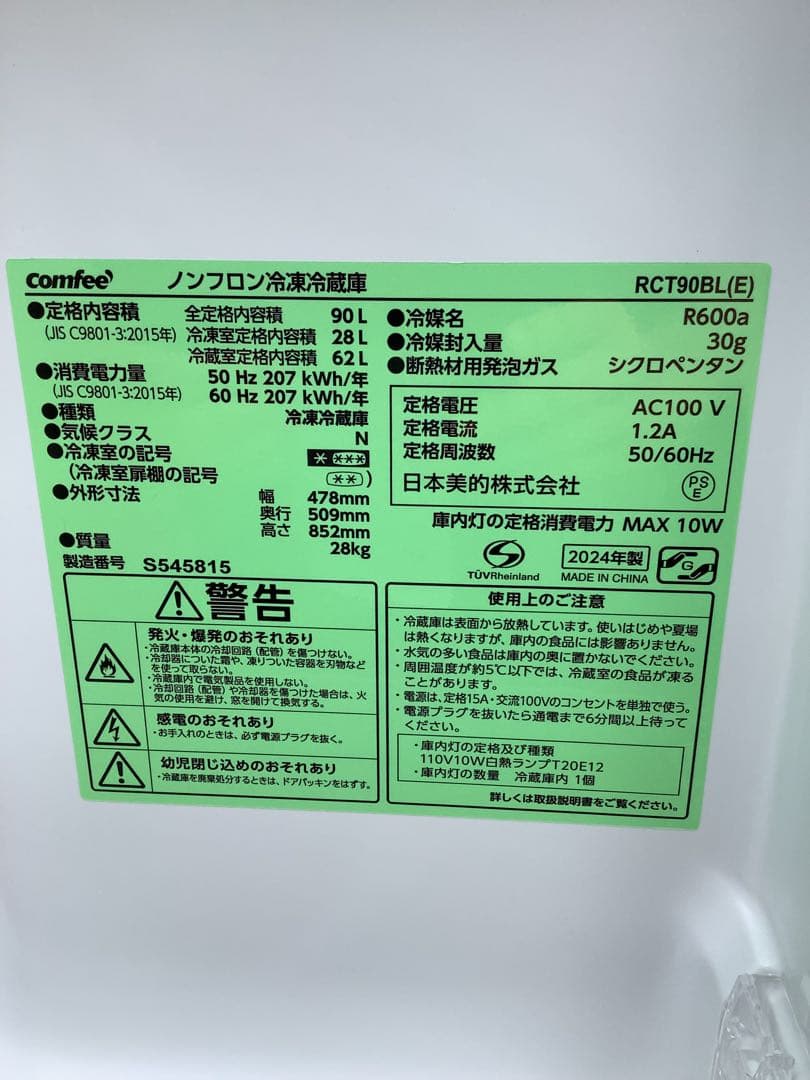 comfee' ノンフロン冷凍冷蔵庫 RCT90BL(E)
●定格内容積 全定格内容積 90 L
(JIS C9801-3:2015年) 冷凍室定格内容積 28 L
冷蔵室定格内容積 62 L
●消費電力量 50 Hz 207 kWh/年
(JIS C9801-3:2015年) 60 Hz 207 kWh/年
●種類 冷凍冷蔵庫
●気候クラス N
●冷凍室の記号 * ***
(冷凍室扉棚の記号 ** )
●外形寸法 幅 478mm
奥行 509mm
高さ 852mm
●質量 28kg
製造番号 S545815
●冷媒名 R600a
●冷媒封入量 30g
●断熱材用発泡ガス シクロペンタン
定格電圧 AC100 V
定格電流 1.2A
定格周波数 50/60Hz
日本美的株式会社 PS E
庫内灯の定格消費電力 MAX 10W
TÜVRheinland
2024年製
MADE IN CHINA
G
警告
発火・爆発のおそれあり
・冷蔵庫本体の冷却回路(配管)を傷つけない。
・冷却器についた霜や、凍りついた容器を刃物など
を使って取らない。
・冷蔵庫内で電気製品を使用しない。
・冷却回路(配管)や冷却器を傷つけた場合は、火
気の使用を避け、窓を開けて換気する。
感電のおそれあり
・お手入れのときは、必ず電源プラグを抜く。
幼児閉じ込めのおそれあり
・冷蔵庫を廃棄処分するときは、ドアパッキンをはずす。
使用上のご注意
・冷蔵庫は表面から放熱しています。使いはじめや夏場
は熱くなりますが、庫内の食品には影響ありません。
・水気の多い食品は庫内の奥に置かないでください。
・周囲温度が約5℃以下では、冷蔵室の食品が凍る
ことがあります。
・電源は、定格15A・交流100Vのコンセントを単独で使う。
・電源プラグを抜いたら通電まで6分間以上待って
ください。
・庫内灯の定格及び種類
110V10W白熱ランプT20E12
・庫内灯の数量 冷蔵庫内 1個
詳しくは取扱説明書をご覧ください。